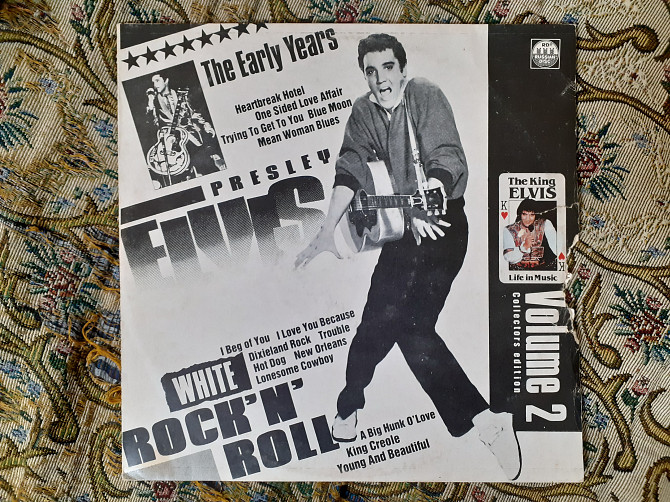 The Early Years
Heartbreak Hotel
One Sided Love Affair
Trying To Get To You Blue Moon
Mean Woman Blues
PRESLEY
ELVIS
I Beg of You I Love You Because
Dixieland Rock Trouble
Hot Dog New Orleans
Lonesome Cowboy
WHITE
ROCK'N'
ROLL
A Big Hunk O'Love
King Creole
Young And Beautiful
RD
RUSSIAN
DISC
The King
ELVIS
K
K
Life in Music
Volume 2
Collectors edition